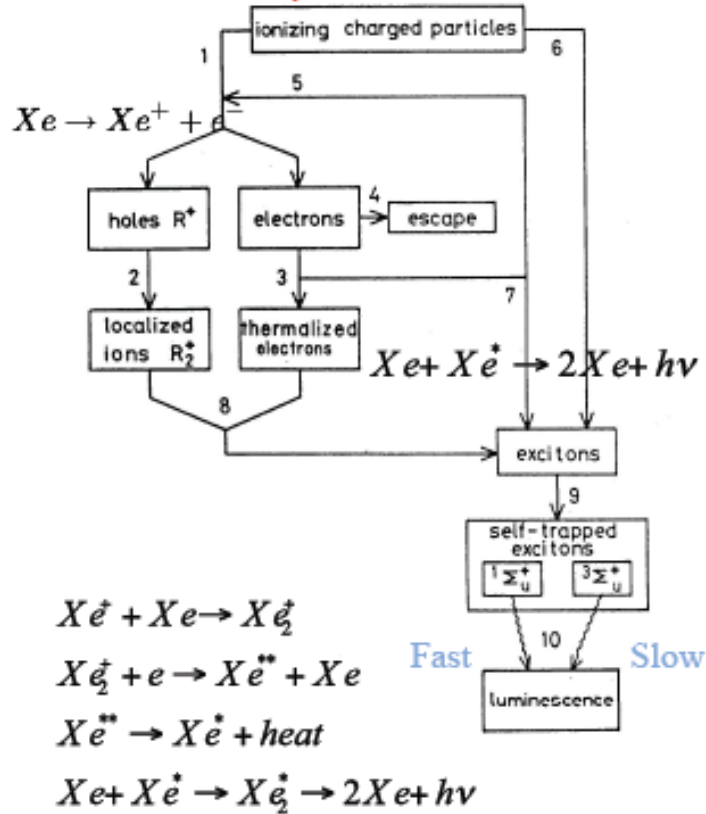 ionizing charged particles
1
6
5
Xe → Xe⁺ + e⁻
holes R⁺
electrons
4
escape
2
3
7
localized
ions R₂⁺
thermalized
electrons
Xe + Xe* → 2Xe + hν
8
excitons
9
self-trapped
excitons
¹Σᵤ⁺
³Σᵤ⁺
10
Fast
Slow
luminescence
Xe⁺ + Xe → Xe₂⁺
Xe₂⁺ + e → Xe** + Xe
Xe** → Xe* + heat
Xe + Xe* → Xe₂* → 2Xe + hν